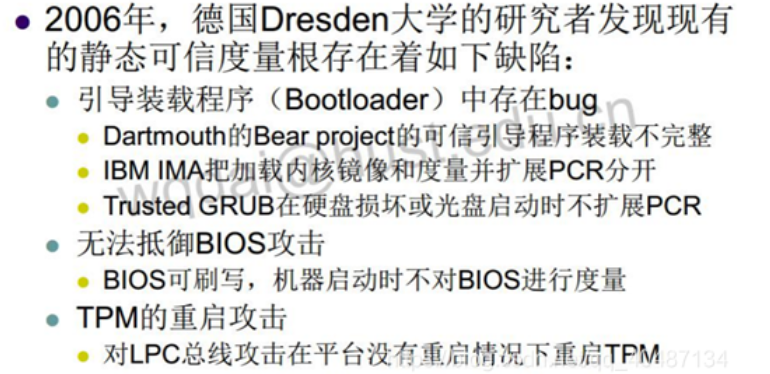 2006年，德国Dresden大学的研究者发现现有
的静态可信度量根存在着如下缺陷：
引导装载程序（Bootloader）中存在bug
Dartmouth的Bear project的可信引导程序装载不完整
IBM IMA把加载内核镜像和度量并扩展PCR分开
Trusted GRUB在硬盘损坏或光盘启动时不扩展PCR
无法抵御BIOS攻击
BIOS可刷写，机器启动时不对BIOS进行度量
TPM的重启攻击
对LPC总线攻击在平台没有重启情况下重启TPM